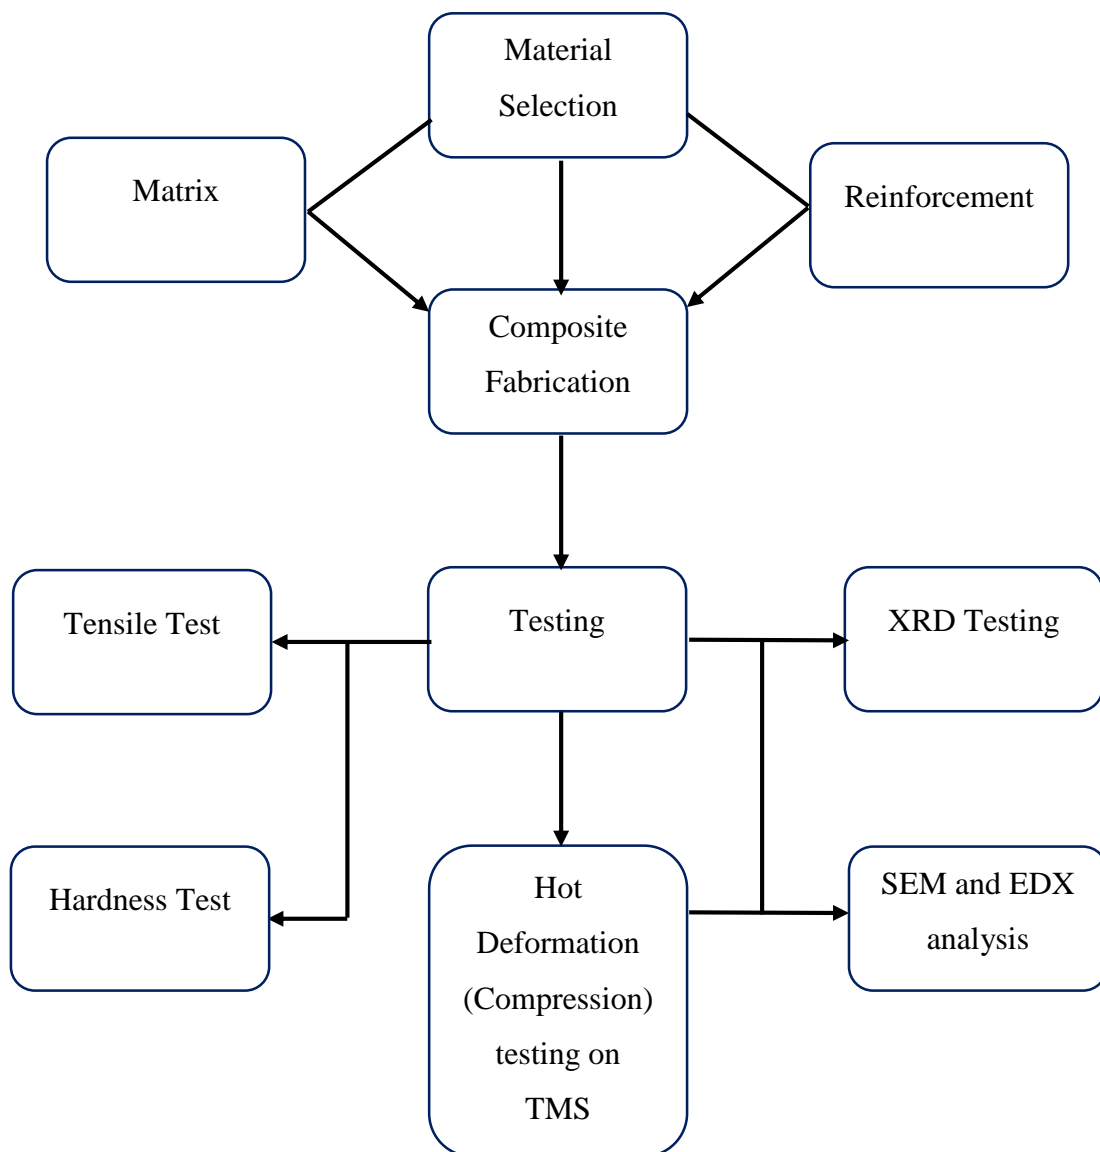 Material
Selection
Matrix
Reinforcement
Composite
Fabrication
Tensile Test
Testing
XRD Testing
Hardness Test
Hot
Deformation
(Compression)
testing on
TMS
SEM and EDX
analysis